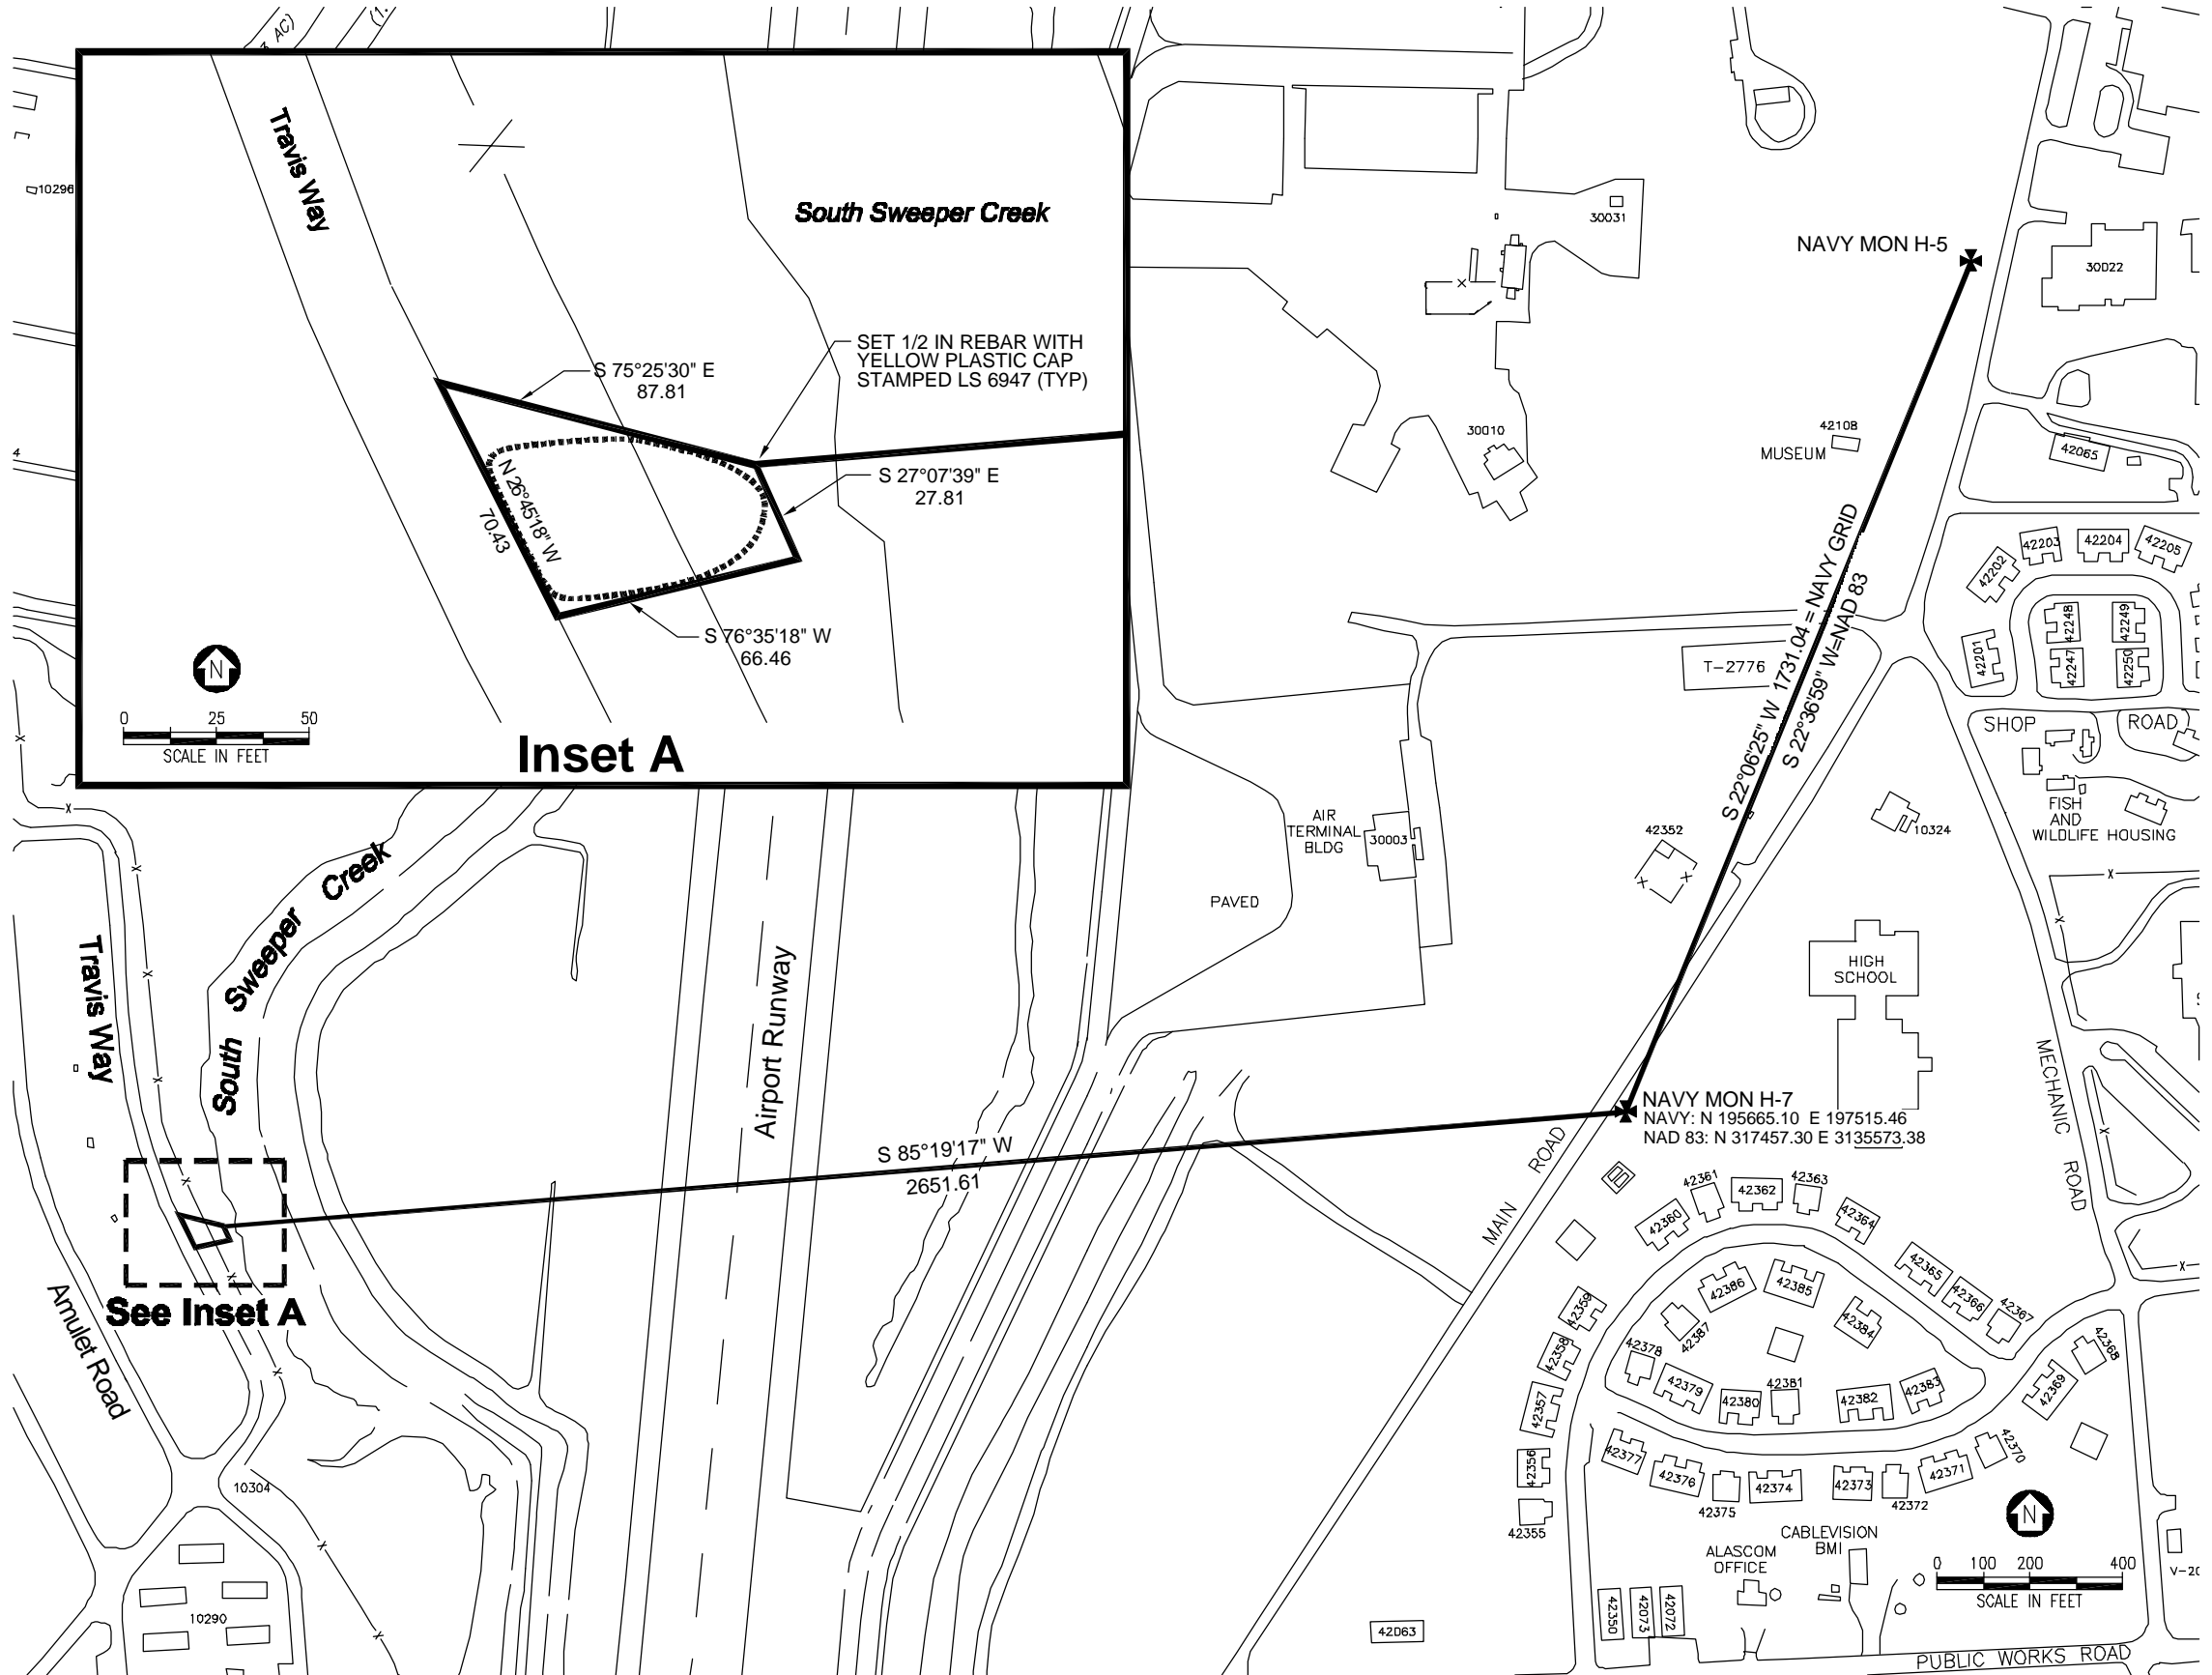 3 AC)
(1.
Travis Way
South Sweeper Creek
SET 1/2 IN REBAR WITH
YELLOW PLASTIC CAP
STAMPED LS 6947 (TYP)
S 75°25'30" E
87.81
S 27°07'39" E
27.81
N 26°45'18" W
70.43
S 76°35'18" W
66.46
N
0 25 50
SCALE IN FEET
Inset A
10296
4
30031
NAVY MON H-5
30D22
30010
42108
MUSEUM
42065
S 22°06'25" W 1731.04 = NAVY GRID
S 22°36'59" W=NAD 83
42202
42203
42204
42205
42201
42248
42249
42247
42250
T-2776
SHOP ROAD
FISH
AND
WILDLIFE HOUSING
10324
42352
AIR
TERMINAL
BLDG
30003
PAVED
HIGH
SCHOOL
MECHANIC ROAD
South Sweeper Creek
Travis Way
Airport Runway
NAVY MON H-7
NAVY: N 195665.10 E 197515.46
NAD 83: N 317457.30 E 3135573.38
S 85°19'17" W
2651.61
MAIN ROAD
See Inset A
Amulet Road
42361
42362
42363
42360
42364
42365
42366
42367
42359
42386
42385
42387
42384
42358
42378
42379
42380
42381
42382
42383
42368
42369
42357
42356
42377
42376
42375
42374
42373
42372
42371
42370
42355
10304
10290
CABLEVISION
BMI
ALASCOM
OFFICE
N
0 100 200 400
SCALE IN FEET
V-20
42350
42073
42072
42D63
PUBLIC WORKS ROAD